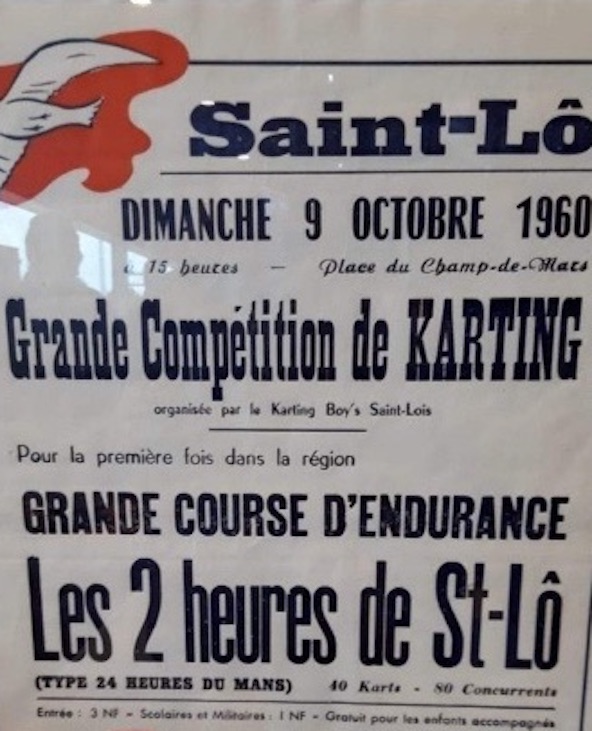 Saint-Lô
DIMANCHE 9 OCTOBRE 1960
à 15 heures — Place du Champ-de-Mars
Grande Compétition de KARTING
organisée par le Karting Boy's Saint-Lois
Pour la première fois dans la région
GRANDE COURSE D'ENDURANCE
Les 2 heures de St-Lô
(TYPE 24 HEURES DU MANS) 40 Karts - 80 Concurrents
Entrée : 3 NF - Scolaires et Militaires : 1 NF - Gratuit pour les enfants accompagnés